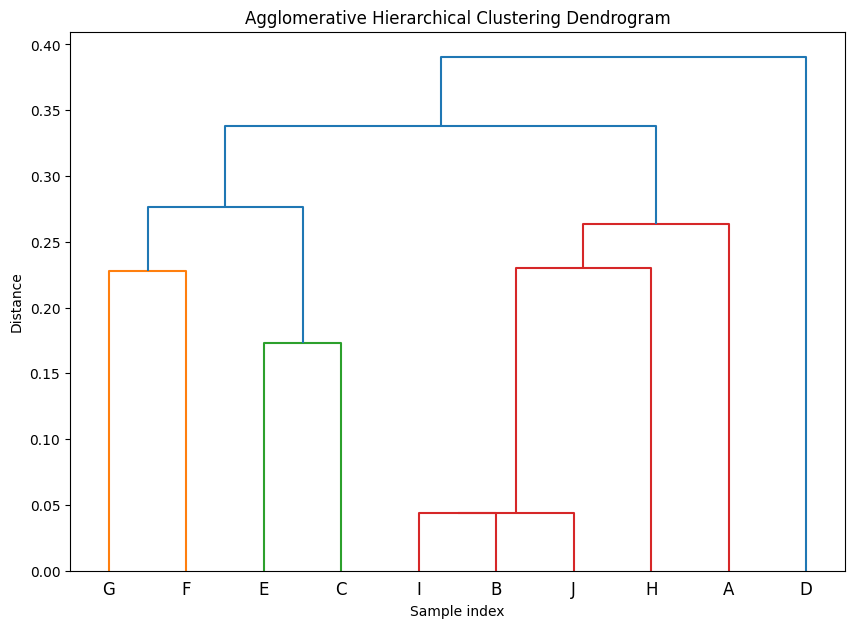 Agglomerative Hierarchical Clustering Dendrogram
0.40
0.35
0.30
0.25
0.20
0.15
0.10
0.05
0.00
Distance
G F E C I B J H A D
Sample index